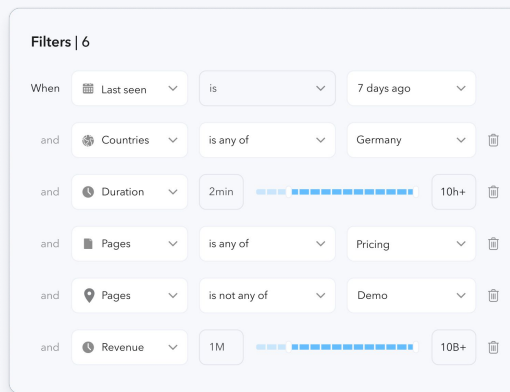 Filters | 6
When Last seen is 7 days ago
and Countries is any of Germany
and Duration 2min 10h+
and Pages is any of Pricing
and Pages is not any of Demo
and Revenue 1M 10B+